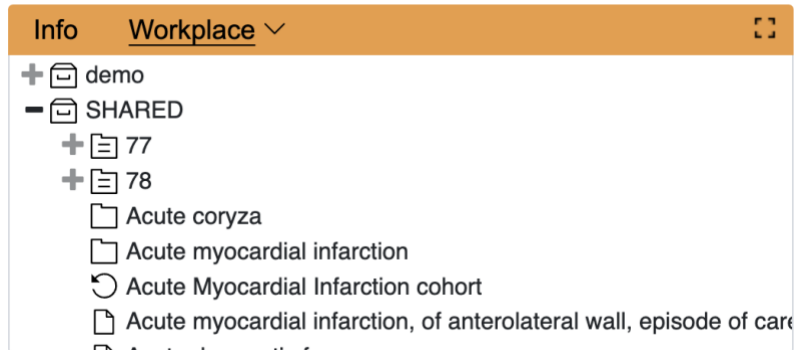 Info Workplace
demo
SHARED
77
78
Acute coryza
Acute myocardial infarction
Acute Myocardial Infarction cohort
Acute myocardial infarction, of anterolateral wall, episode of care